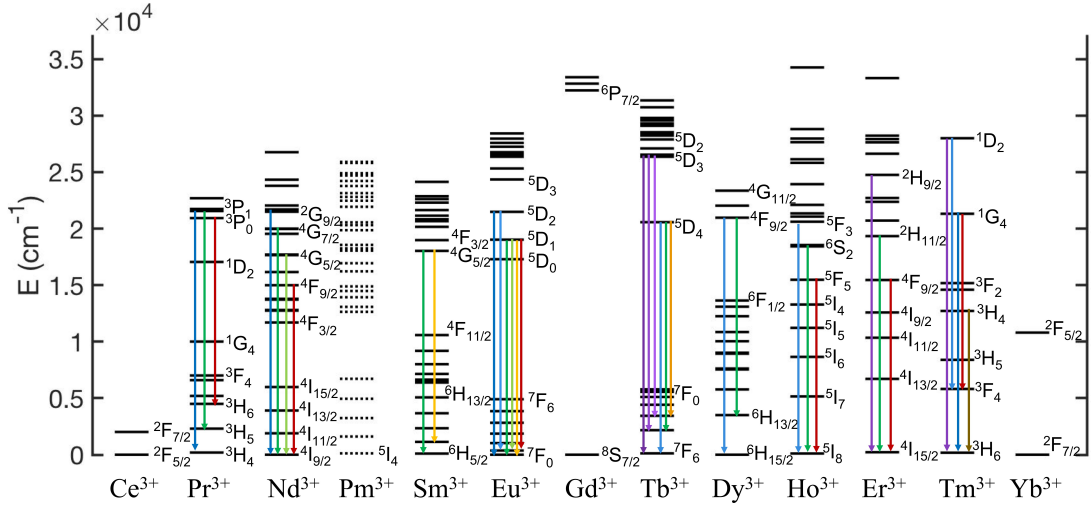 ×10⁴
E (cm⁻¹)
3.5
3
2.5
2
1.5
1
0.5
0
²F₇/₂
²F₅/₂
Ce³⁺
³P₁
³P₀
¹D₂
¹G₄
³F₄
³H₆
³H₅
³H₄
Pr³⁺
²G₉/₂
⁴G₇/₂
⁴G₅/₂
⁴F₉/₂
⁴F₃/₂
⁴I₁₅/₂
⁴I₁₃/₂
⁴I₁₁/₂
⁴I₉/₂
Nd³⁺
⁵I₄
Pm³⁺
⁴F₃/₂
⁴G₅/₂
⁴F₁₁/₂
⁶H₁₃/₂
⁶H₅/₂
Sm³⁺
⁵D₃
⁵D₂
⁵D₁
⁵D₀
⁷F₆
⁷F₀
Eu³⁺
⁶P₇/₂
⁸S₇/₂
Gd³⁺
⁵D₂
⁵D₃
⁵D₄
⁷F₀
⁷F₆
Tb³⁺
⁴G₁₁/₂
⁴F₉/₂
⁶F₁/₂
⁶H₁₃/₂
⁶H₁₅/₂
Dy³⁺
⁵F₃
⁶S₂
⁵F₅
⁵I₄
⁵I₅
⁵I₆
⁵I₇
⁵I₈
Ho³⁺
²H₉/₂
²H₁₁/₂
⁴F₉/₂
⁴I₉/₂
⁴I₁₁/₂
⁴I₁₃/₂
⁴I₁₅/₂
Er³⁺
¹D₂
¹G₄
³F₂
³H₄
³H₅
³F₄
³H₆
Tm³⁺
²F₅/₂
²F₇/₂
Yb³⁺